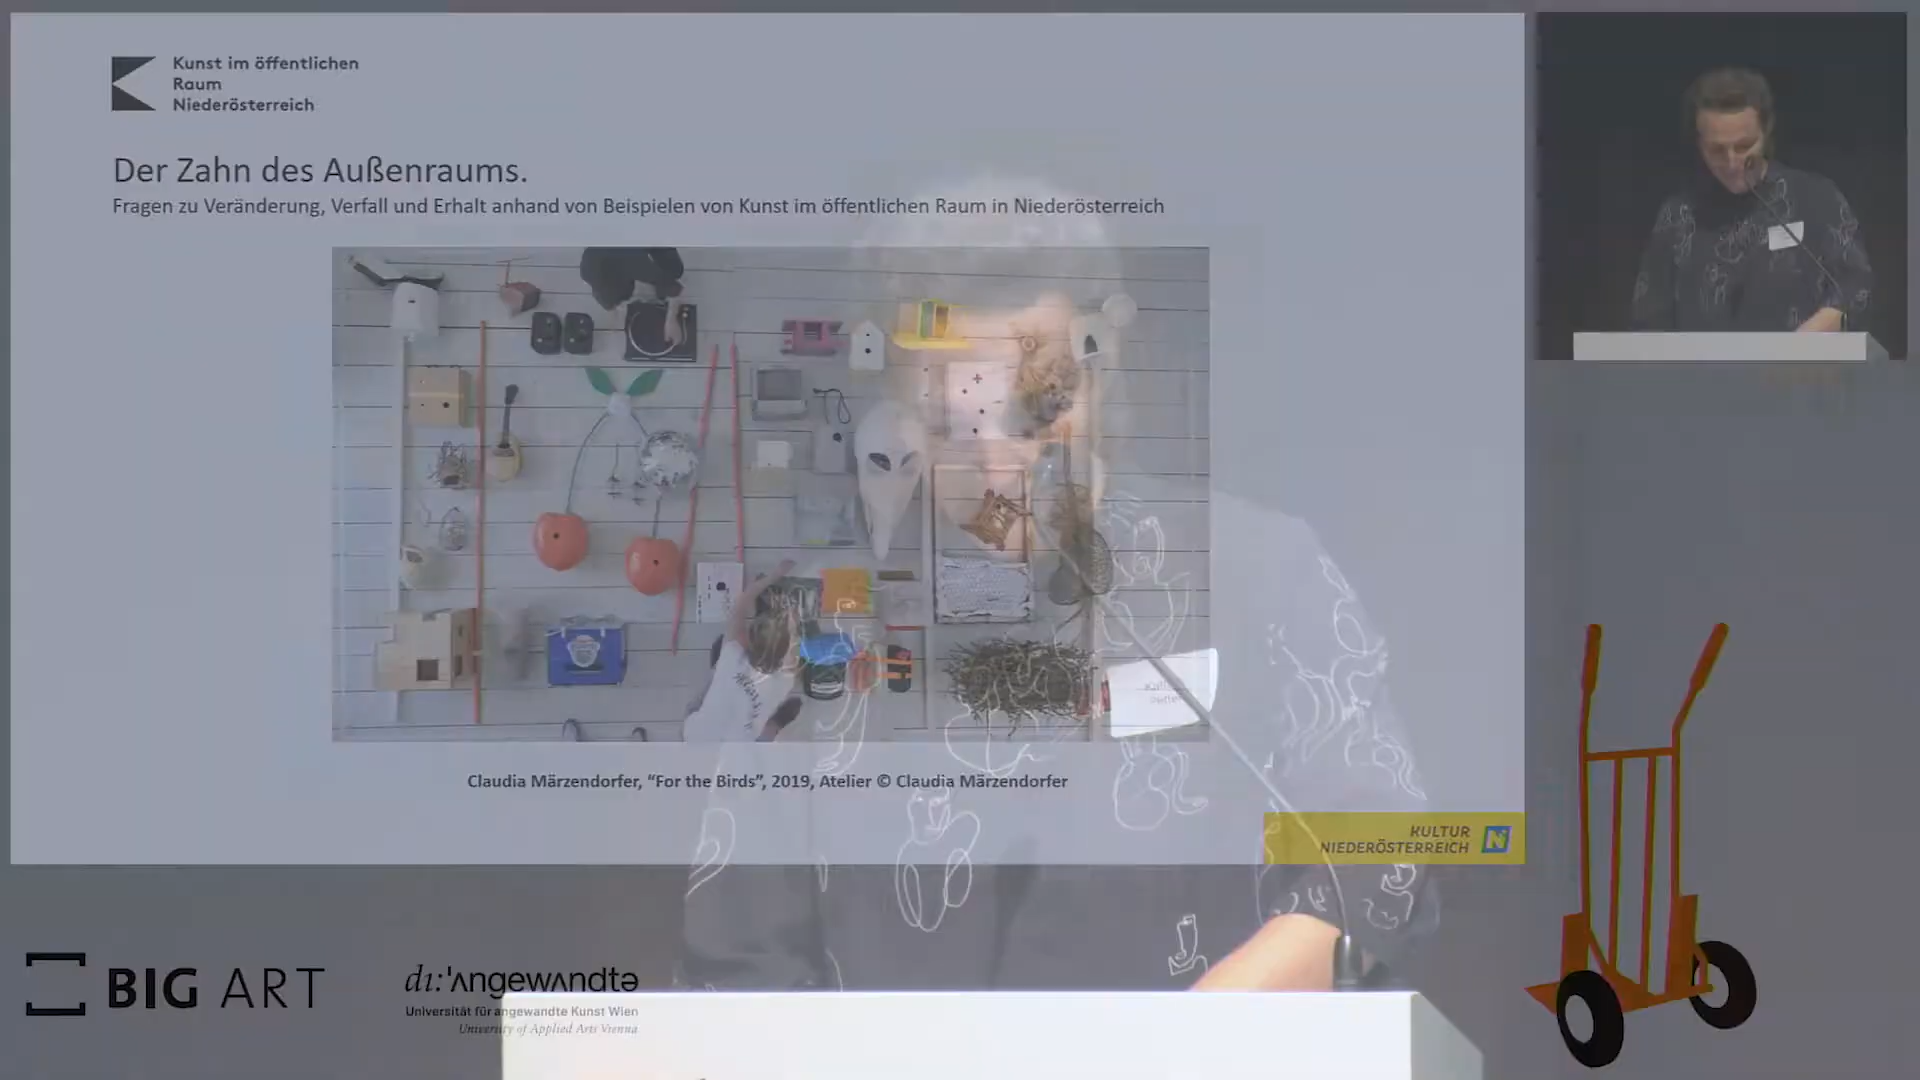 Kunst im öffentlichen
Raum
Niederösterreich
Der Zahn des Außenraums.
Fragen zu Veränderung, Verfall und Erhalt anhand von Beispielen von Kunst im öffentlichen Raum in Niederösterreich
Claudia Märzendorfer, “For the Birds”, 2019, Atelier © Claudia Märzendorfer
KULTUR
NIEDERÖSTERREICH
N
BIG ART
dı:'ʌngewʌndtə
Universität für angewandte Kunst Wien
University of Applied Arts Vienna